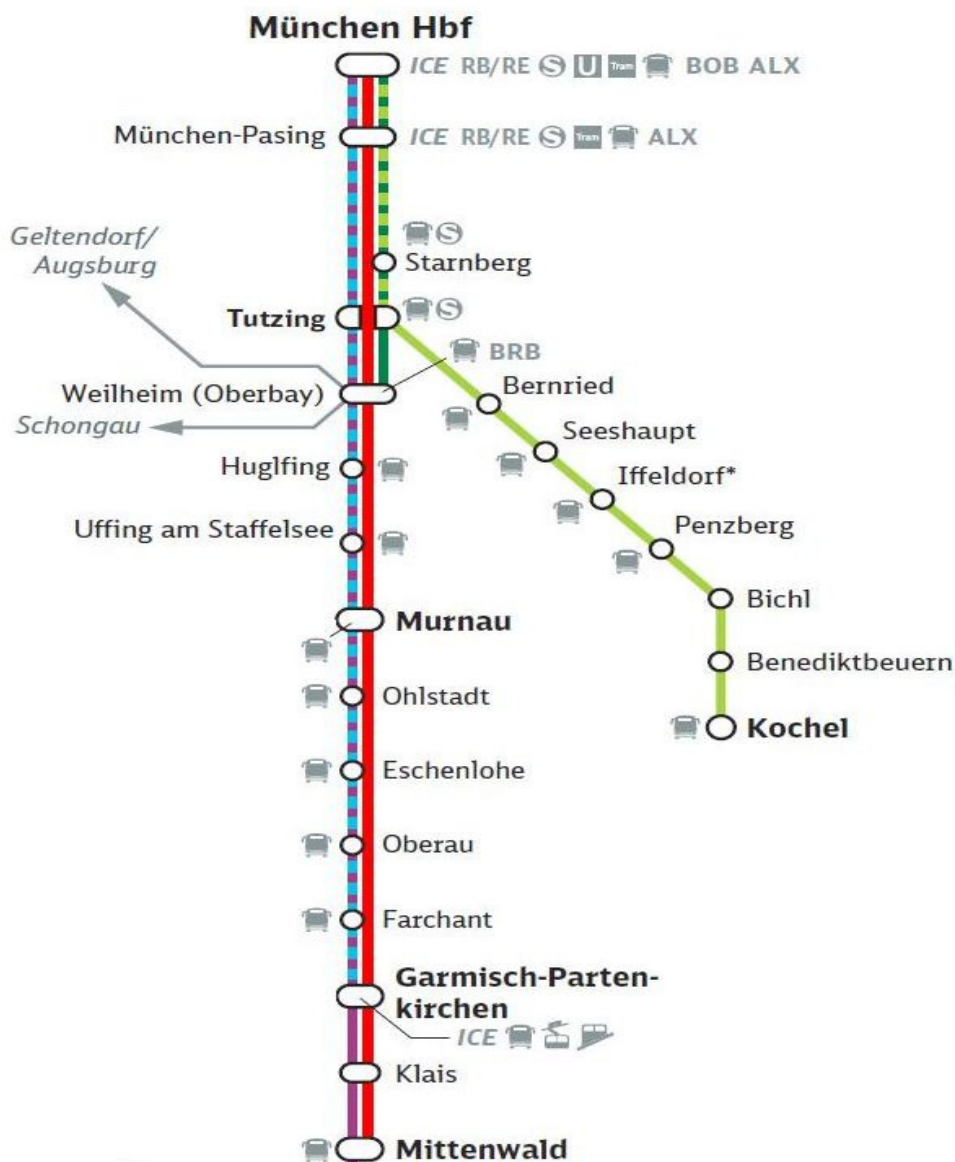 München Hbf
ICE RB/RE S U Tram BOB ALX
München-Pasing
ICE RB/RE S Tram ALX
Geltendorf/
Augsburg
S
Starnberg
Tutzing
S
BRB
Weilheim (Oberbay)
Bernried
Schongau
Seeshaupt
Huglfing
Iffeldorf*
Uffing am Staffelsee
Penzberg
Bichl
Murnau
Benediktbeuern
Ohlstadt
Kochel
Eschenlohe
Oberau
Farchant
Garmisch-Parten-
kirchen
ICE
Klais
Mittenwald